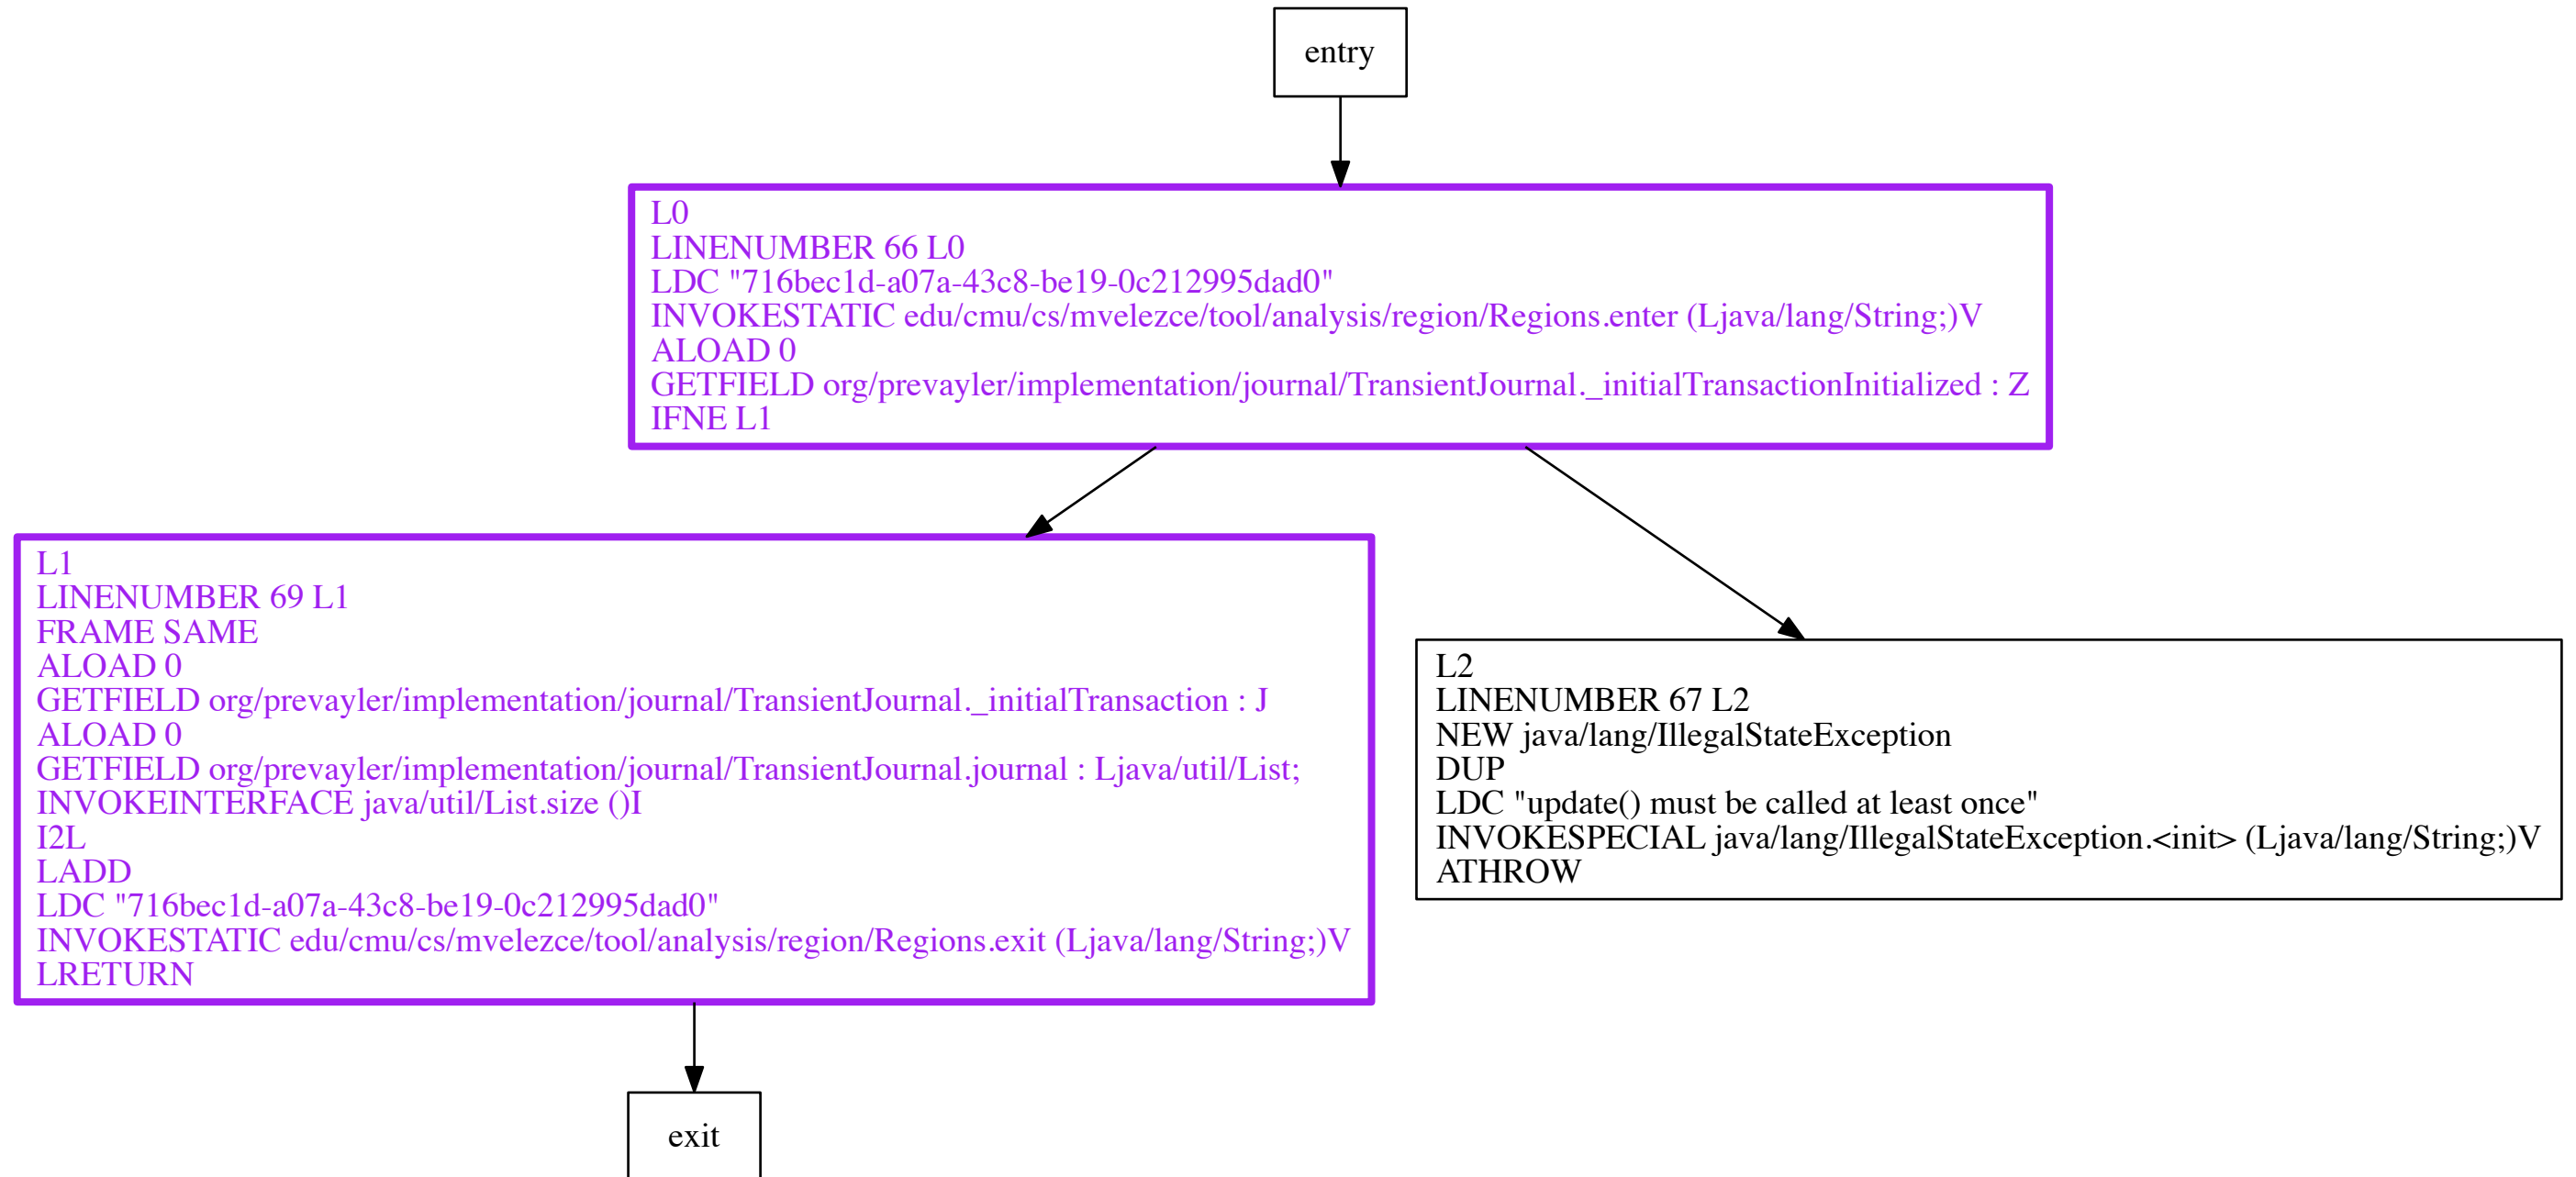 entry
L0
LINENUMBER 66 L0
LDC "716bec1d-a07a-43c8-be19-0c212995dad0"
INVOKESTATIC edu/cmu/cs/mvelezce/tool/analysis/region/Regions.enter (Ljava/lang/String;)V
ALOAD 0
GETFIELD org/prevayler/implementation/journal/TransientJournal._initialTransactionInitialized : Z
IFNE L1
L1
LINENUMBER 69 L1
FRAME SAME
ALOAD 0
GETFIELD org/prevayler/implementation/journal/TransientJournal._initialTransaction : J
ALOAD 0
GETFIELD org/prevayler/implementation/journal/TransientJournal.journal : Ljava/util/List;
INVOKEINTERFACE java/util/List.size ()I
I2L
LADD
LDC "716bec1d-a07a-43c8-be19-0c212995dad0"
INVOKESTATIC edu/cmu/cs/mvelezce/tool/analysis/region/Regions.exit (Ljava/lang/String;)V
LRETURN
L2
LINENUMBER 67 L2
NEW java/lang/IllegalStateException
DUP
LDC "update() must be called at least once"
INVOKESPECIAL java/lang/IllegalStateException.<init> (Ljava/lang/String;)V
ATHROW
exit